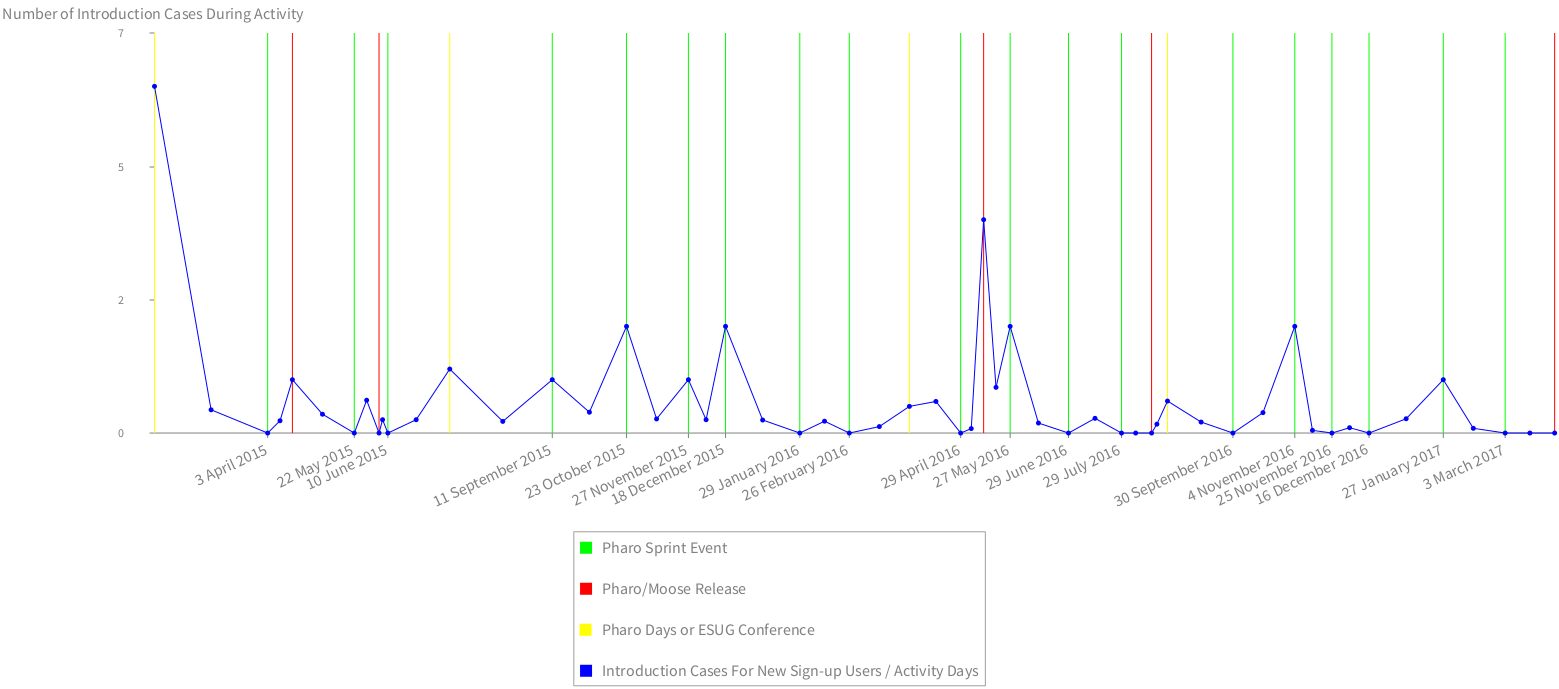 Number of Introduction Cases During Activity
7
5
2
0
3 April 2015
22 May 2015
10 June 2015
11 September 2015
23 October 2015
27 November 2015
18 December 2015
29 January 2016
26 February 2016
29 April 2016
27 May 2016
29 June 2016
29 July 2016
30 September 2016
4 November 2016
25 November 2016
16 December 2016
27 January 2017
3 March 2017
Pharo Sprint Event
Pharo/Moose Release
Pharo Days or ESUG Conference
Introduction Cases For New Sign-up Users / Activity Days